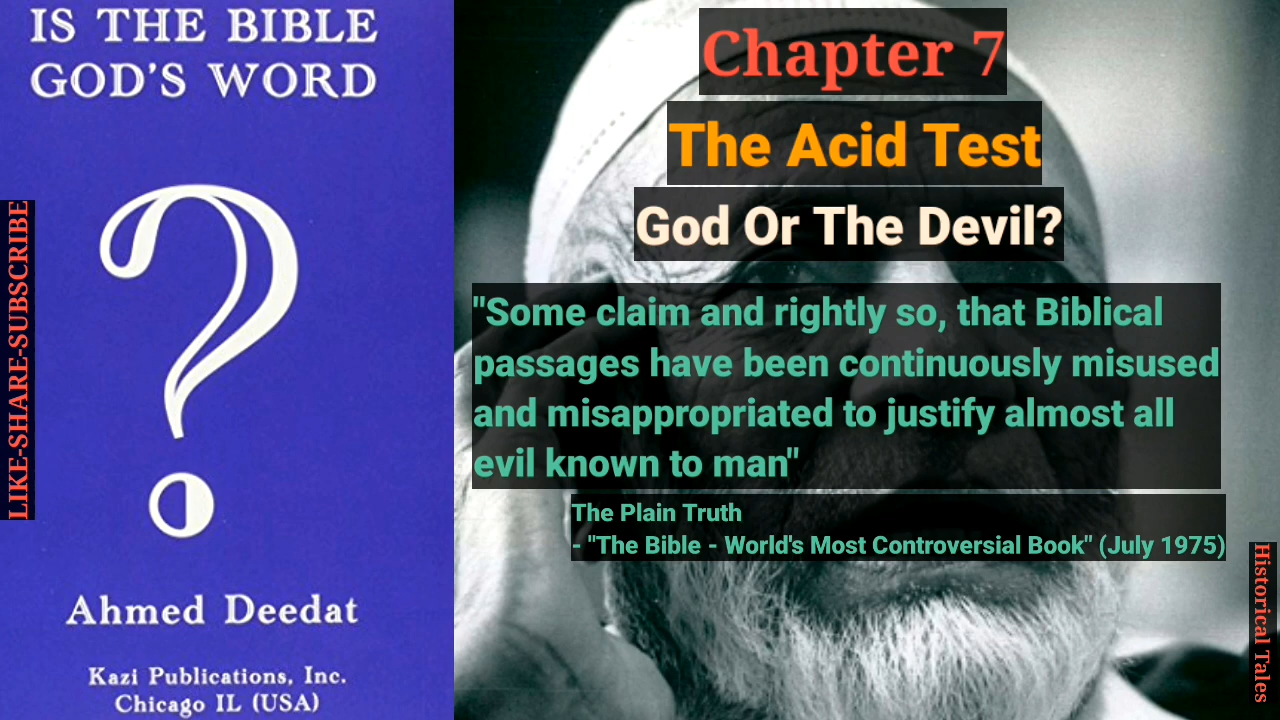 IS THE BIBLE
GOD'S WORD
Ahmed Deedat
Kazi Publications, Inc.
Chicago IL (USA)
LIKE-SHARE-SUBSCRIBE
Chapter 7
The Acid Test
God Or The Devil?
"Some claim and rightly so, that Biblical
passages have been continuously misused
and misappropriated to justify almost all
evil known to man"
The Plain Truth
- "The Bible - World's Most Controversial Book" (July 1975)
Historical Tales